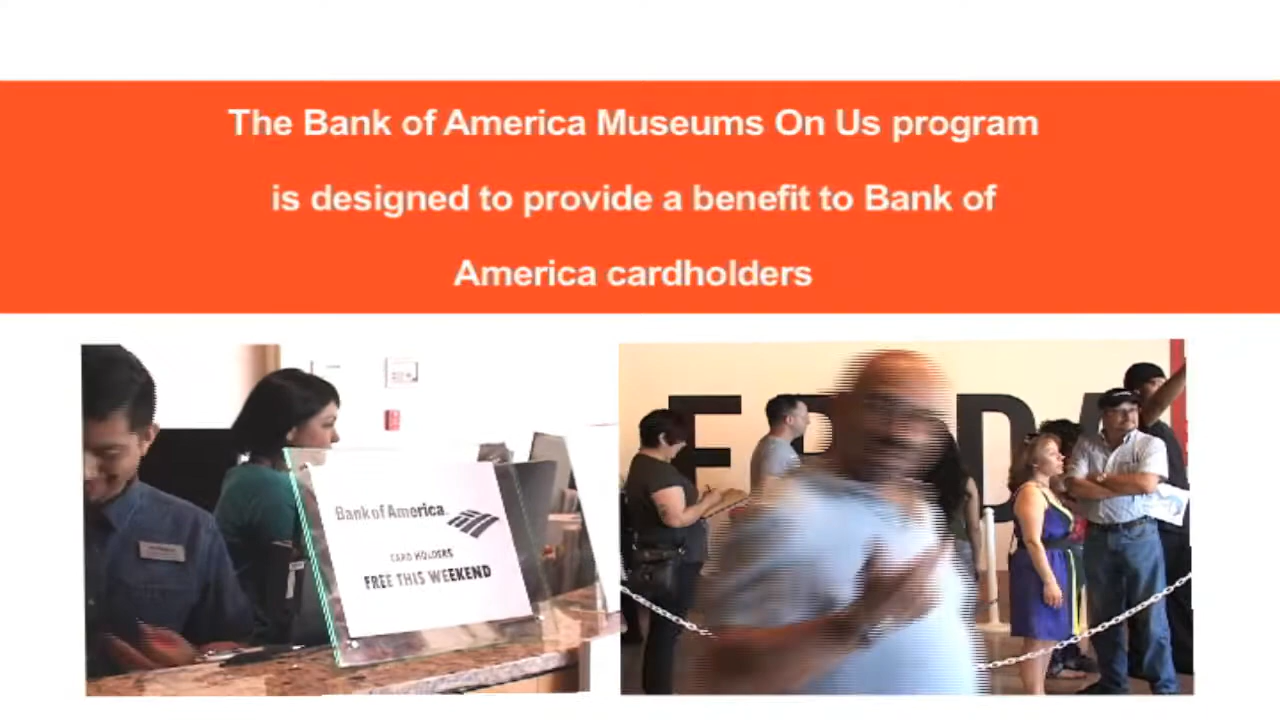 The Bank of America Museums On Us program
is designed to provide a benefit to Bank of
America cardholders
Bank of America
CARD HOLDERS
FREE THIS WEEKEND